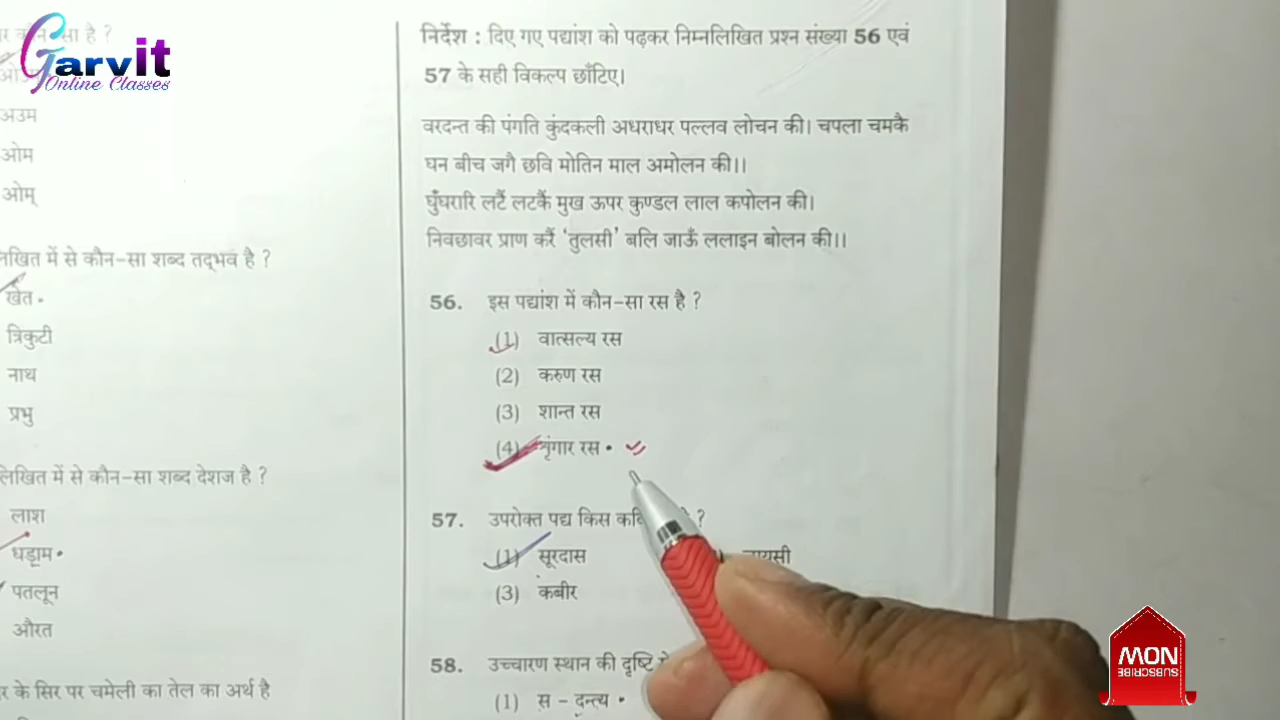 Garvit
Online Classes
अउम
ओम
ओम्
में से कौन-सा शब्द तद्भव है ?
खेत
त्रिकुटी
नाथ
प्रभु
में से कौन-सा शब्द देशज है ?
लाश
धड़ाम
पतलून
औरत
के सिर पर चमेली का तेल का अर्थ है
निर्देश : दिए गए पद्यांश को पढ़कर निम्नलिखित प्रश्न संख्या 56 एवं
57 के सही विकल्प छाँटिए।
वरदन्त की पंगति कुंदकली अधराधर पल्लव लोचन की। चपला चमकै
घन बीच जगै छवि मोतिन माल अमोलन की।।
घुँघरारि लटैं लटकैं मुख ऊपर कुण्डल लाल कपोलन की।
निवछावर प्राण करैं ‘तुलसी’ बलि जाऊँ ललाइन बोलन की।।
56. इस पद्यांश में कौन-सा रस है ?
(1) वात्सल्य रस
(2) करुण रस
(3) शान्त रस
(4) शृंगार रस
57. उपरोक्त पद्य किस ?
(1) सूरदास
(3) कबीर
58. उच्चारण स्थान की दृष्टि
(1) स - दन्त्य
NOW
SUBSCRIBE